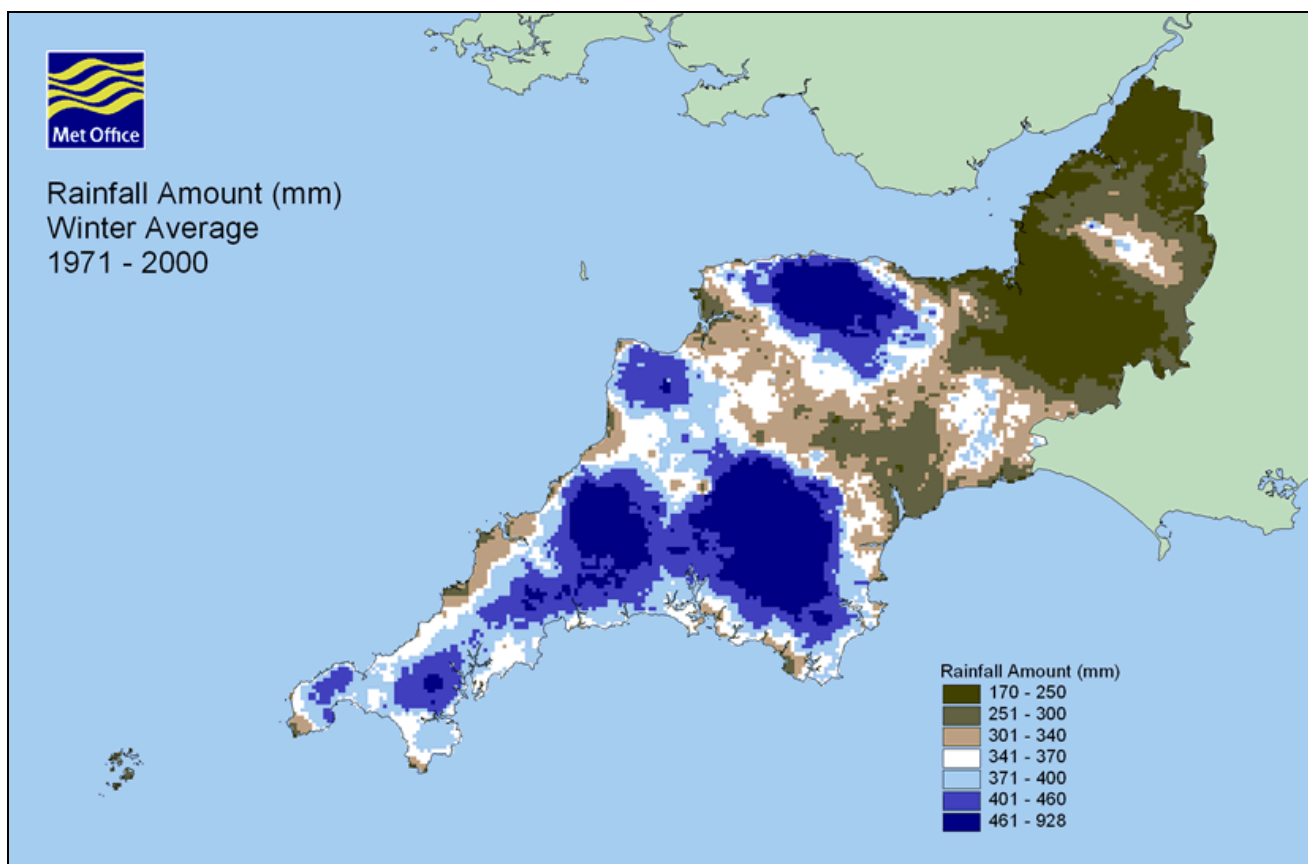 Met Office
Rainfall Amount (mm)
Winter Average
1971 - 2000
Rainfall Amount (mm)
170 - 250
251 - 300
301 - 340
341 - 370
371 - 400
401 - 460
461 - 928